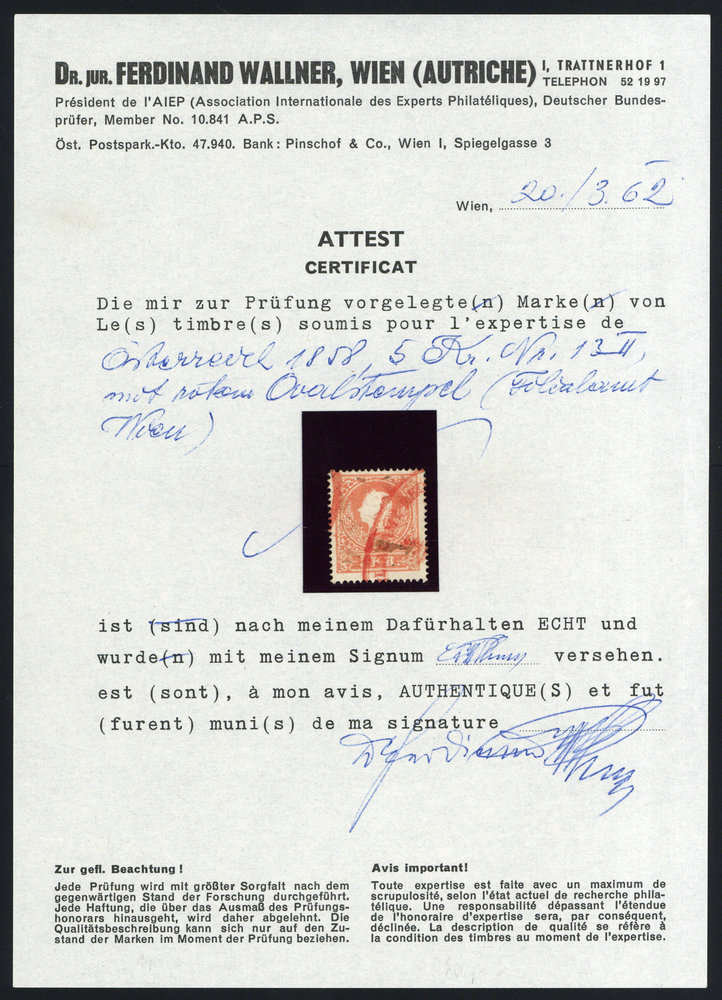 DR. JUR. FERDINAND WALLNER, WIEN (AUTRICHE) I, TRATTNERHOF 1
TELEPHON 52 19 97
Président de l'AIEP (Association Internationale des Experts Philatéliques), Deutscher Bundes-
prüfer, Member No. 10.841 A.P.S.
Öst. Postspark.-Kto. 47.940. Bank: Pinschof & Co., Wien I, Spiegelgasse 3
Wien, 20./3.62
ATTEST
CERTIFICAT
Die mir zur Prüfung vorgelegte(n) Marke(n) von
Le(s) timbre(s) soumis pour l'expertise de
Österreich 1858, 5 Kr. Nr. 13 II,
mit rotem Ovalstempel (Filialamt
Wien)
ist (sind) nach meinem Dafürhalten ECHT und
wurde(n) mit meinem Signum versehen.
est (sont), à mon avis, AUTHENTIQUE(S) et fut
(furent) muni(s) de ma signature
Dr Ferdinand
Zur gefl. Beachtung!
Jede Prüfung wird mit größter Sorgfalt nach dem
gegenwärtigen Stand der Forschung durchgeführt.
Jede Haftung, die über das Ausmaß des Prüfungs-
honorars hinausgeht, wird daher abgelehnt. Die
Qualitätsbeschreibung kann sich nur auf den Zu-
stand der Marken im Moment der Prüfung beziehen.
Avis important!
Toute expertise est faite avec un maximum de
scrupulosité, selon l'état actuel de recherche phila-
télique. Une responsabilité dépassant l'étendue
de l'honoraire d'expertise sera, par conséquent,
déclinée. La description de qualité se réfère à
la condition des timbres au moment de l'expertise.